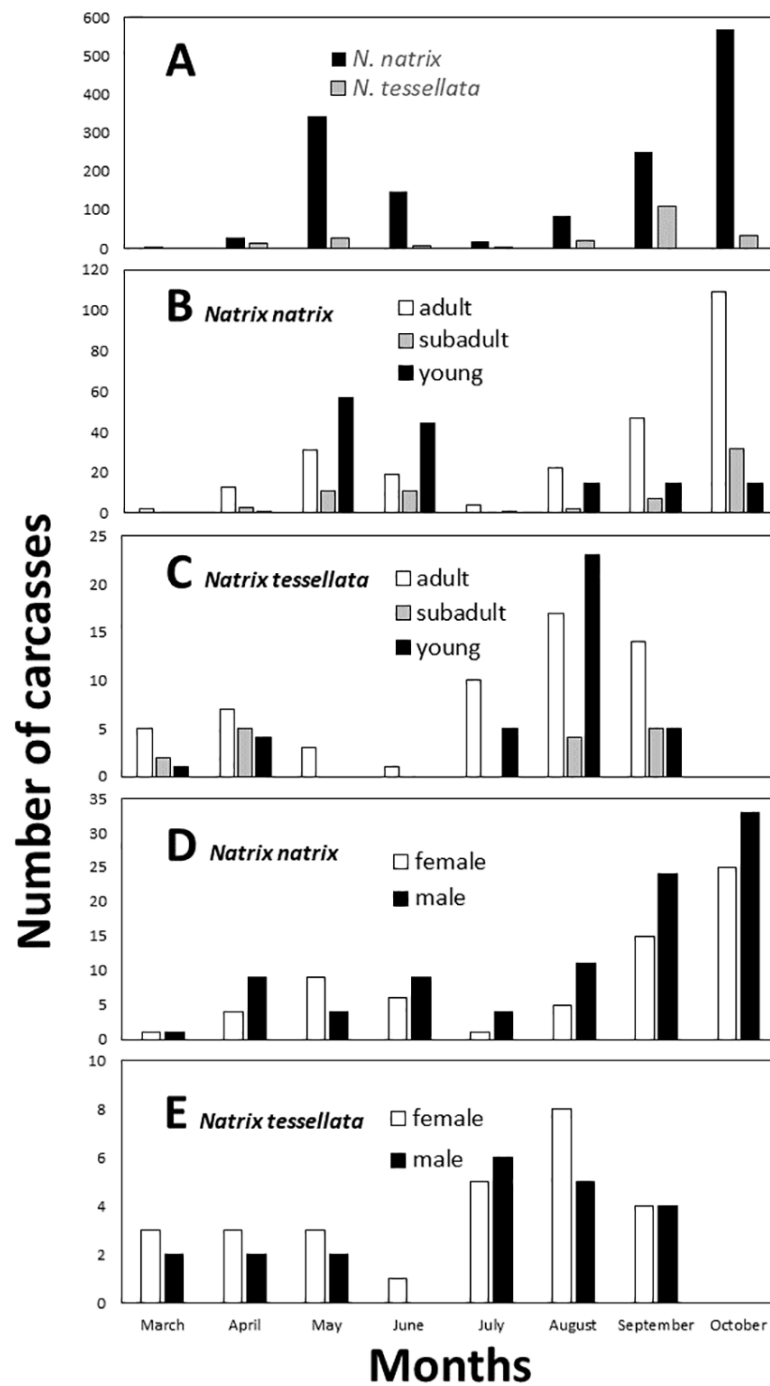 Number of carcasses
600
500
400
300
200
100
0
A
N. natrix
N. tessellata
120
100
80
60
40
20
0
B Natrix natrix
adult
subadult
young
25
20
15
10
5
0
C Natrix tessellata
adult
subadult
young
35
30
25
20
15
10
5
0
D Natrix natrix
female
male
10
8
6
4
2
0
E Natrix tessellata
female
male
March April May June July August September October
Months